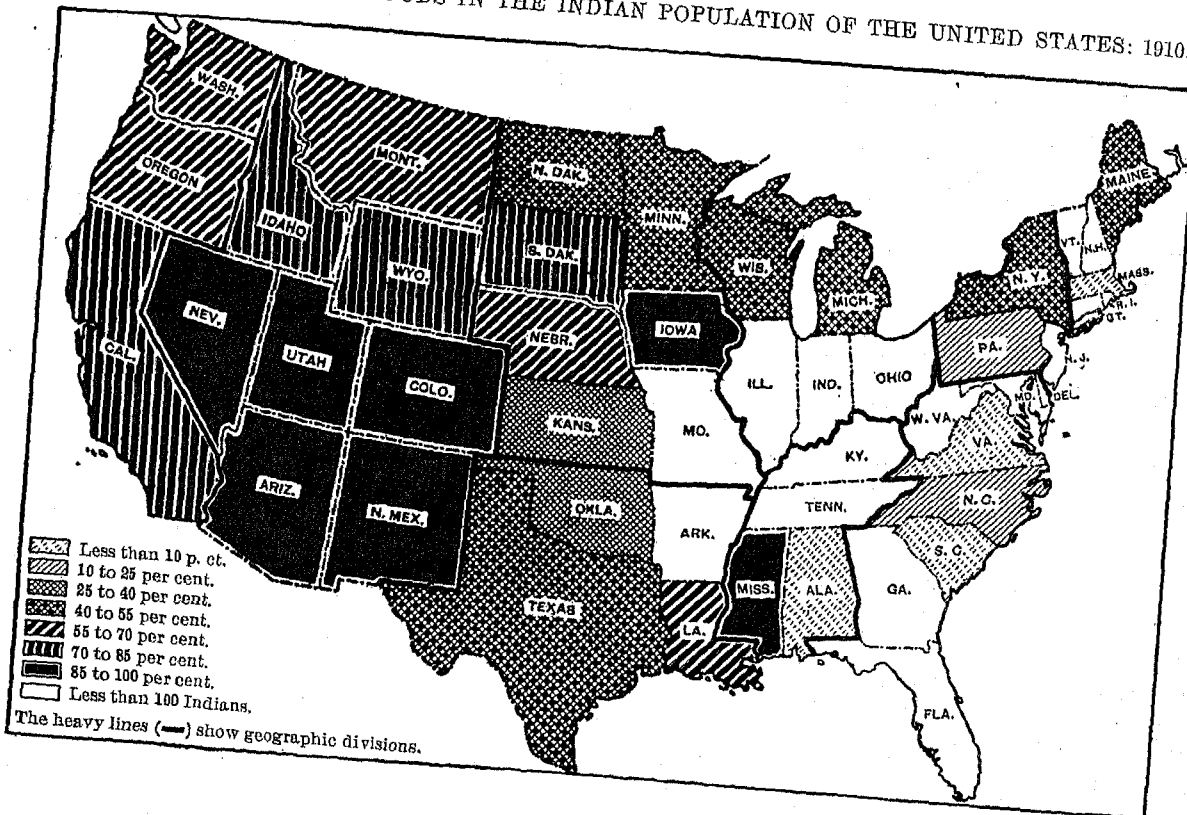 IN THE INDIAN POPULATION OF THE UNITED STATES: 1910.
WASH.
OREGON
IDAHO
MONT.
WYO.
N. DAK.
S. DAK.
NEBR.
MINN.
WIS.
MICH.
IOWA
NEV.
UTAH
COLO.
CAL.
ARIZ.
N. MEX.
KANS.
OKLA.
TEXAS
MO.
ARK.
LA.
ILL.
IND.
OHIO
KY.
TENN.
MISS.
ALA.
GA.
FLA.
S. C.
N. C.
VA.
W. VA.
MD.
DEL.
PA.
N. J.
N. Y.
VT.
N.H.
MAINE
MASS.
R. I.
CT.
Less than 10 p. ct.
10 to 25 per cent.
25 to 40 per cent.
40 to 55 per cent.
55 to 70 per cent.
70 to 85 per cent.
85 to 100 per cent.
Less than 100 Indians.
The heavy lines (━) show geographic divisions.